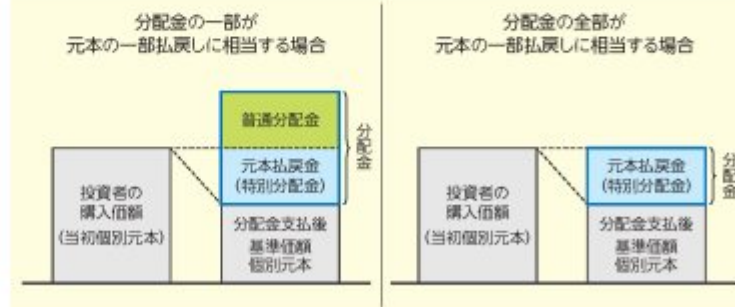 分配金の一部が
元本の一部払戻しに相当する場合
普通分配金
元本払戻金
(特別分配金)
分配金
投資者の
購入価額
(当初個別元本)
分配金支払後
基準価額
個別元本
分配金の全部が
元本の一部払戻しに相当する場合
元本払戻金
(特別分配金)
分配金
投資者の
購入価額
(当初個別元本)
分配金支払後
基準価額
個別元本